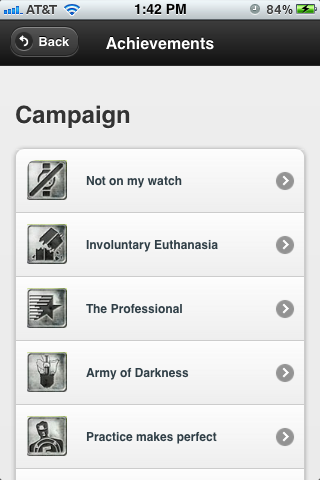 AT&T 1:42 PM 84%
Back Achievements
Campaign
Not on my watch
Involuntary Euthanasia
The Professional
Army of Darkness
Practice makes perfect